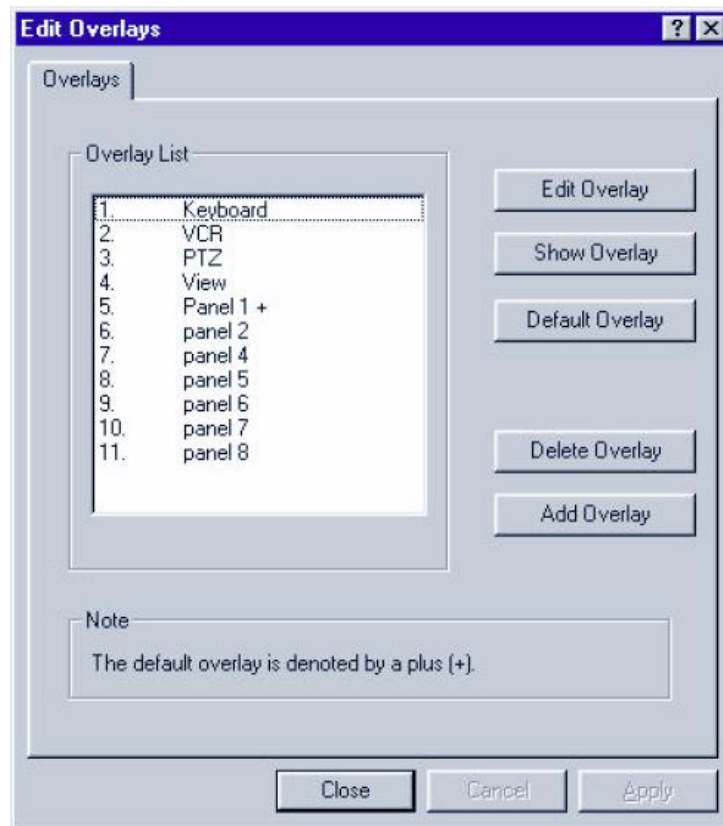 Edit Overlays
Overlays
Overlay List
1. Keyboard
2. VCR
3. PTZ
4. View
5. Panel 1 +
6. panel 2
7. panel 4
8. panel 5
9. panel 6
10. panel 7
11. panel 8
Edit Overlay
Show Overlay
Default Overlay
Delete Overlay
Add Overlay
Note
The default overlay is denoted by a plus (+).
Close
Cancel
Apply